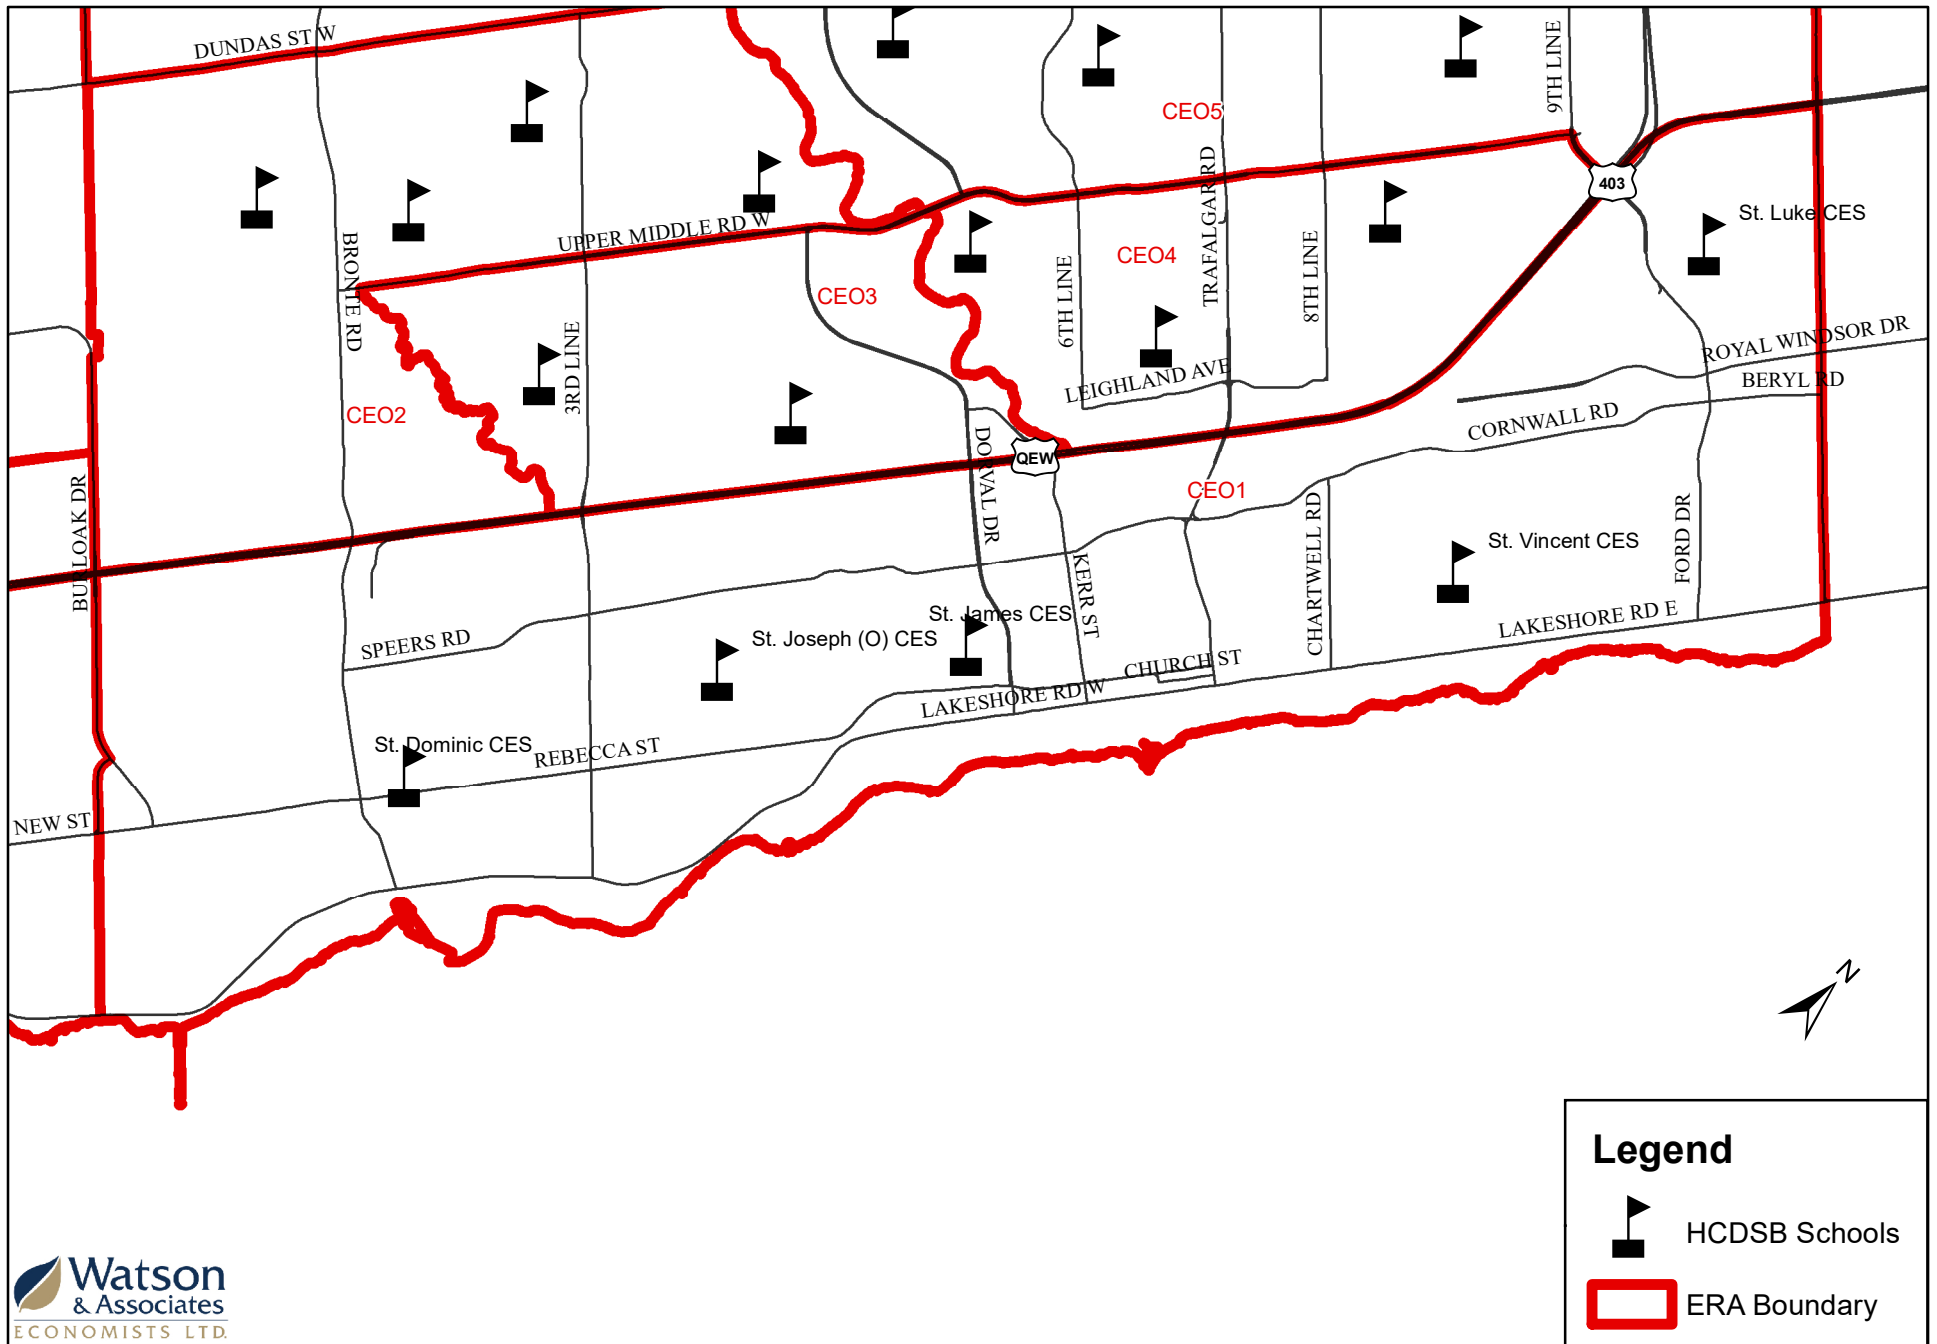 DUNDAS ST W
9TH LINE
CEO5
403
TRAFALGAR RD
St. Luke CES
UPPER MIDDLE RD W
BRONTE RD
CEO4
6TH LINE
8TH LINE
CEO3
3RD LINE
ROYAL WINDSOR DR
LEIGHLAND AVE
BERYL RD
CEO2
CORNWALL RD
DORVAL DR
QEW
CEO1
BURLOAK DR
CHARTWELL RD
FORD DR
St. Vincent CES
KERR ST
St. James CES
SPEERS RD
St. Joseph (O) CES
LAKESHORE RD E
CHURCH ST
LAKESHORE RD W
St. Dominic CES
REBECCA ST
NEW ST
N
Legend
HCDSB Schools
ERA Boundary
Watson
& Associates
ECONOMISTS LTD.